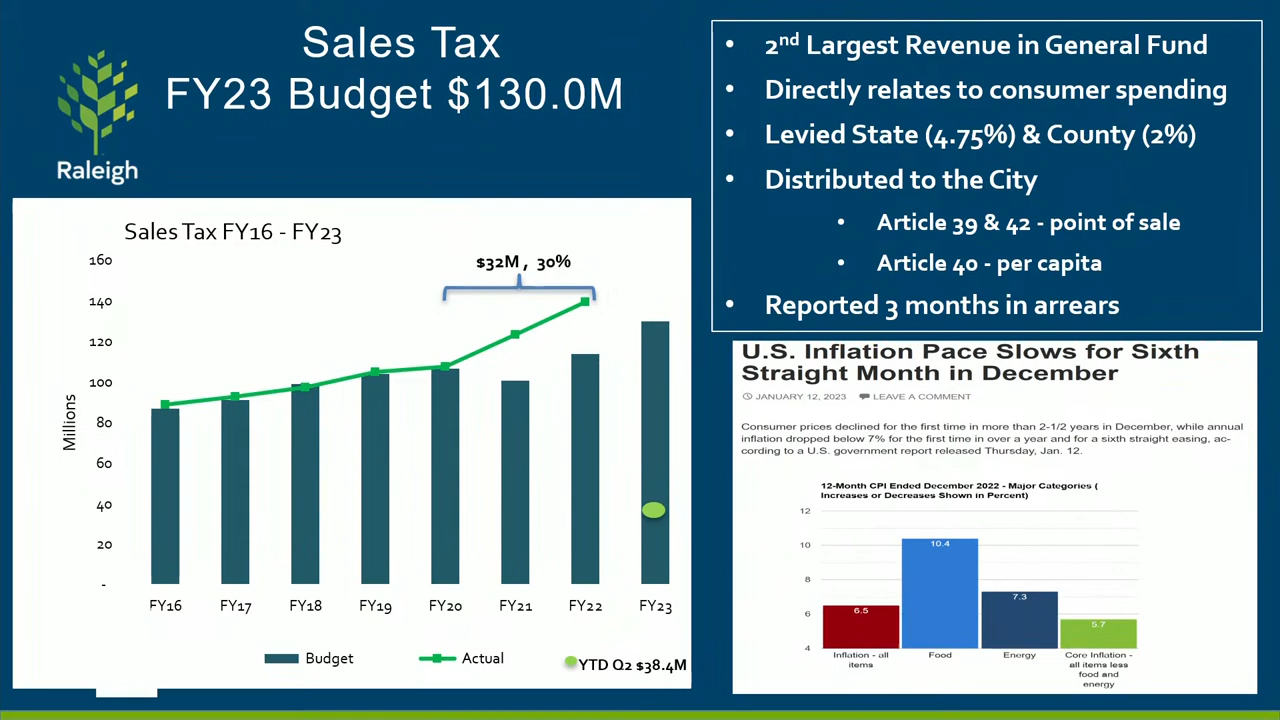 Sales Tax
FY23 Budget $130.0M
Raleigh
Sales Tax FY16 - FY23
$32M , 30%
160
140
120
100
80
60
40
20
-
Millions
FY16 FY17 FY18 FY19 FY20 FY21 FY22 FY23
Budget Actual YTD Q2 $38.4M
• 2nd Largest Revenue in General Fund
• Directly relates to consumer spending
• Levied State (4.75%) & County (2%)
• Distributed to the City
• Article 39 & 42 - point of sale
• Article 40 - per capita
• Reported 3 months in arrears
U.S. Inflation Pace Slows for Sixth
Straight Month in December
JANUARY 12, 2023 LEAVE A COMMENT
Consumer prices declined for the first time in more than 2-1/2 years in December, while annual
inflation dropped below 7% for the first time in over a year and for a sixth straight easing, ac-
cording to a U.S. government report released Thursday, Jan. 12.
12-Month CPI Ended December 2022 - Major Categories (
Increases or Decreases Shown in Percent)
12
10
8
6
4
6.5
10.4
7.3
5.7
Inflation - all
items
Food
Energy
Core Inflation -
all items less
food and
energy